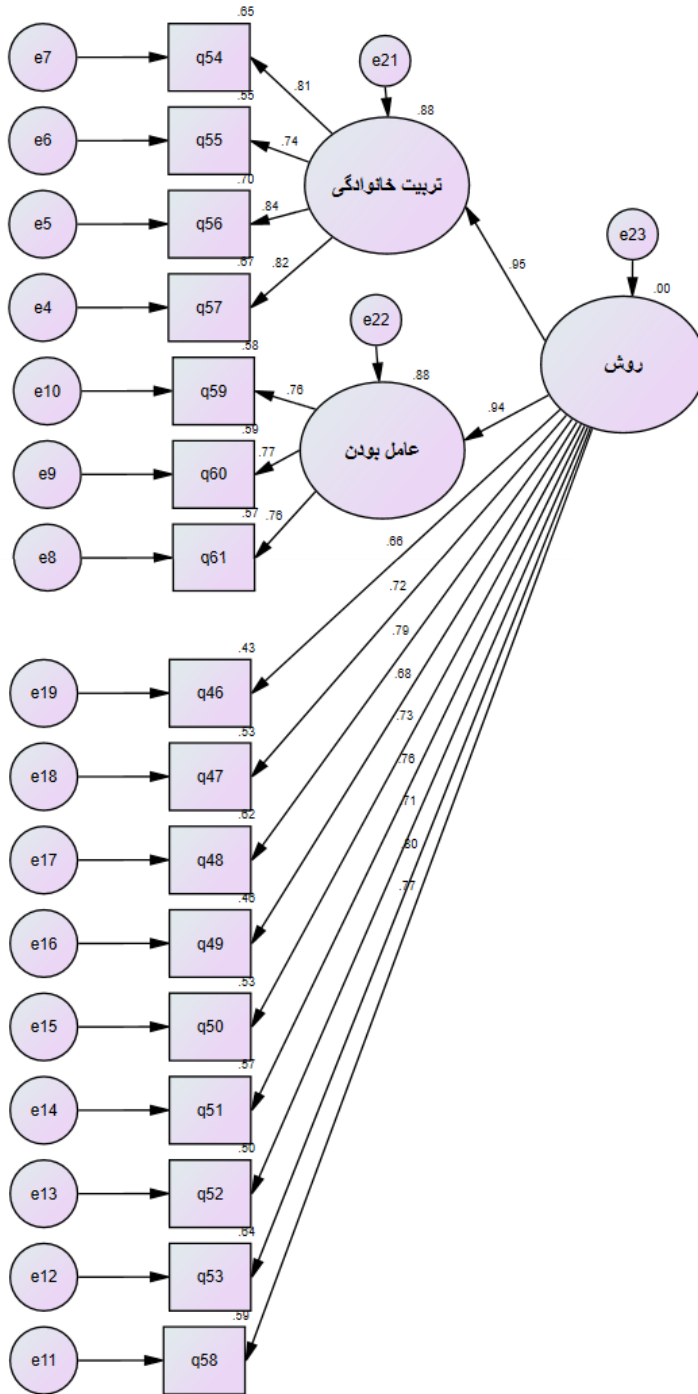 .65
e7 q54 e21
.81 .88
.55
e6 q55 .74 تربیت خانوادگی
.70
e5 q56 .84 e23
.67 .82 .95 .00
e4 q57 e22
.58 روش
e10 q59 .76 .88 .94
.59
e9 q60 .77 عامل بودن
.57 .76
e8 q61 .66
.72
.79
.43 .68
e19 q46 .73
.53 .76
e18 q47 .71
.62 .80
e17 q48 .77
.46
e16 q49
.53
e15 q50
.57
e14 q51
.50
e13 q52
.64
e12 q53
.59
e11 q58